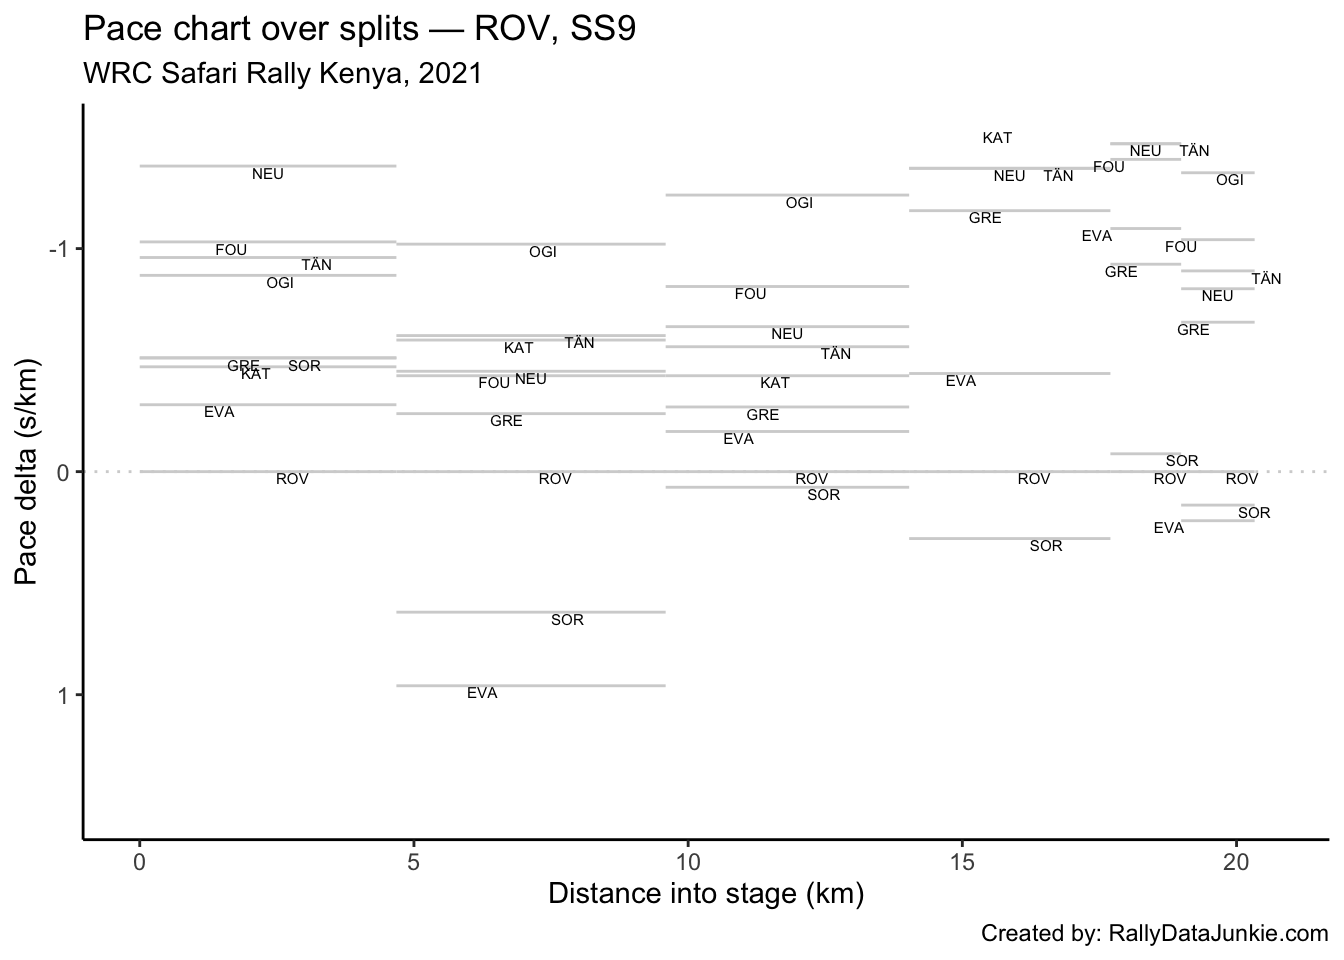 Pace chart over splits — ROV, SS9
WRC Safari Rally Kenya, 2021
Pace delta (s/km)
-1
0
1
NEU
FOU
TÄN
OGI
GRE SOR
KAT
EVA
ROV
OGI
KAT TÄN
FOU NEU
GRE
ROV
SOR
EVA
OGI
FOU
NEU
TÄN
KAT
GRE
EVA
ROV
SOR
KAT
NEU TÄN
GRE
EVA
ROV
SOR
NEU
FOU
EVA
GRE
SOR
ROV
TÄN
OGI
FOU
TÄN
NEU
GRE
ROV
SOR
EVA
0 5 10 15 20
Distance into stage (km)
Created by: RallyDataJunkie.com